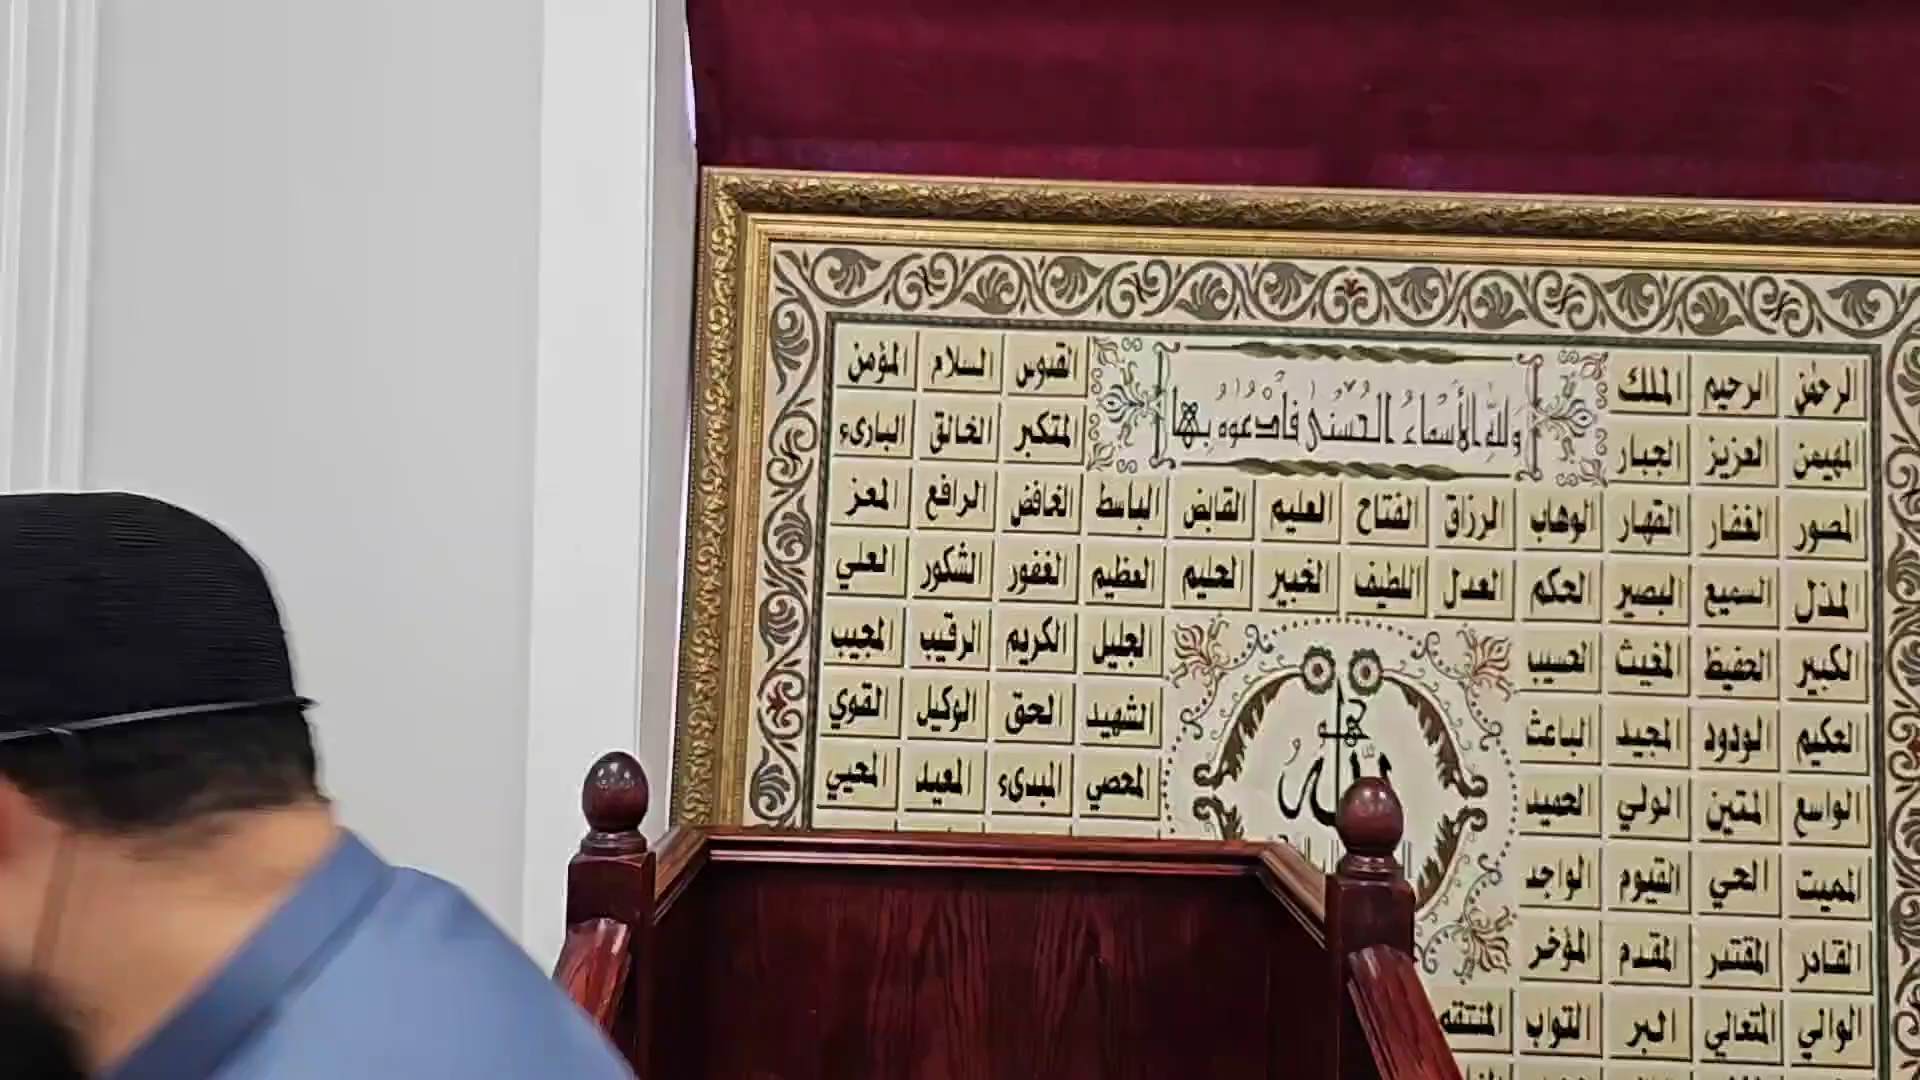 الرحمن الرحيم الملك ولله الأسماء الحسنى فادعوه بها القدوس السلام المؤمن
المهيمن العزيز الجبار المتكبر الخالق البارىء
المصور الغفار القهار الوهاب الرزاق الفتاح العليم القابض الباسط الخافض الرافع المعز
المذل السميع البصير الحكم العدل اللطيف الخبير الحليم العظيم الغفور الشكور العلي
الكبير الحفيظ المغيث الحسيب الجليل الكريم الرقيب المجيب
الحكيم الودود المجيد الباعث هو الله الشهيد الحق الوكيل القوي
الواسع المتين الولي الحميد المحصي المبدىء المعيد المحيي
المميت الحي القيوم الواجد
القادر المقتدر المقدم المؤخر
الوالي المتعالي البر التواب